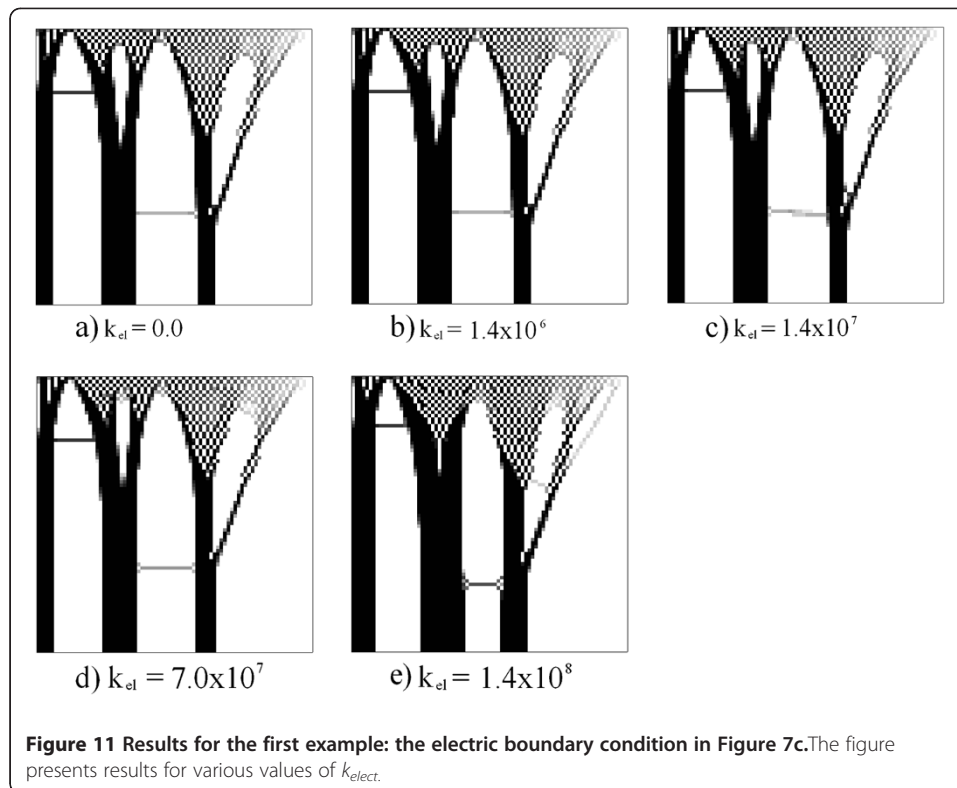 a) kel = 0.0
b) kel = 1.4x10⁶
c) kel = 1.4x10⁷
d) kel = 7.0x10⁷
e) kel = 1.4x10⁸
Figure 11 Results for the first example: the electric boundary condition in Figure 7c.The figure
presents results for various values of kelect.